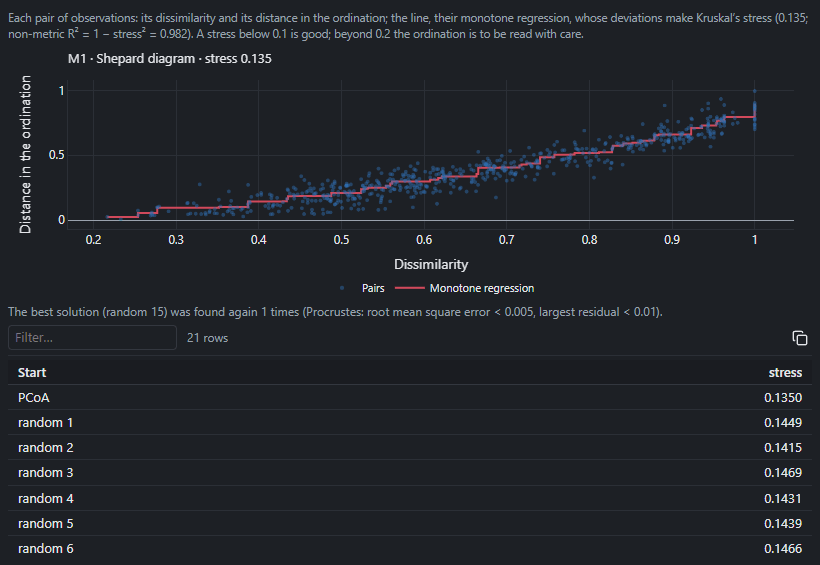 Each pair of observations: its dissimilarity and its distance in the ordination; the line, their monotone regression, whose deviations make Kruskal's stress (0.135;
non-metric R² = 1 − stress² = 0.982). A stress below 0.1 is good; beyond 0.2 the ordination is to be read with care.
M1 · Shepard diagram · stress 0.135
Distance in the ordination
1
0.5
0
0.2 0.3 0.4 0.5 0.6 0.7 0.8 0.9 1
Dissimilarity
Pairs Monotone regression
The best solution (random 15) was found again 1 times (Procrustes: root mean square error < 0.005, largest residual < 0.01).
Filter... 21 rows
Start stress
PCoA 0.1350
random 1 0.1449
random 2 0.1415
random 3 0.1469
random 4 0.1431
random 5 0.1439
random 6 0.1466